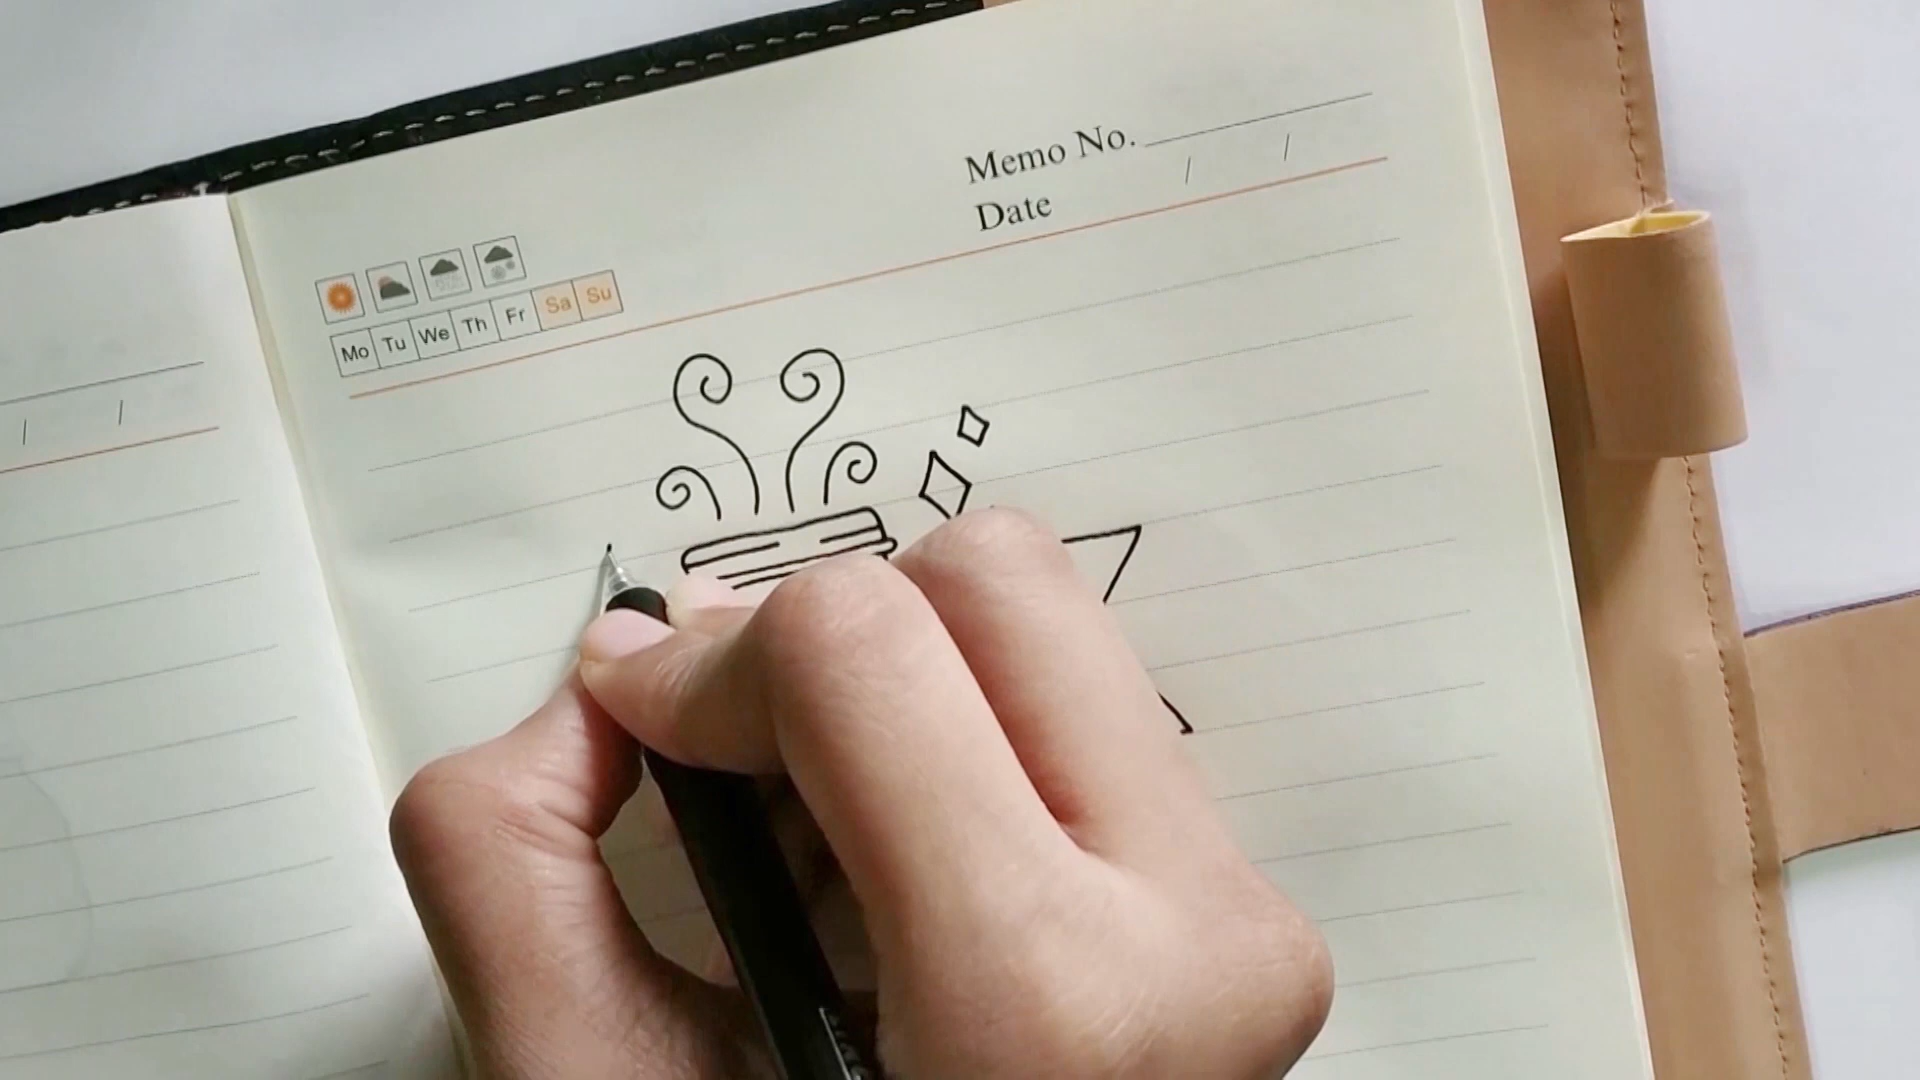 Memo No.
Date / /
Mo Tu We Th Fr Sa Su
/ /